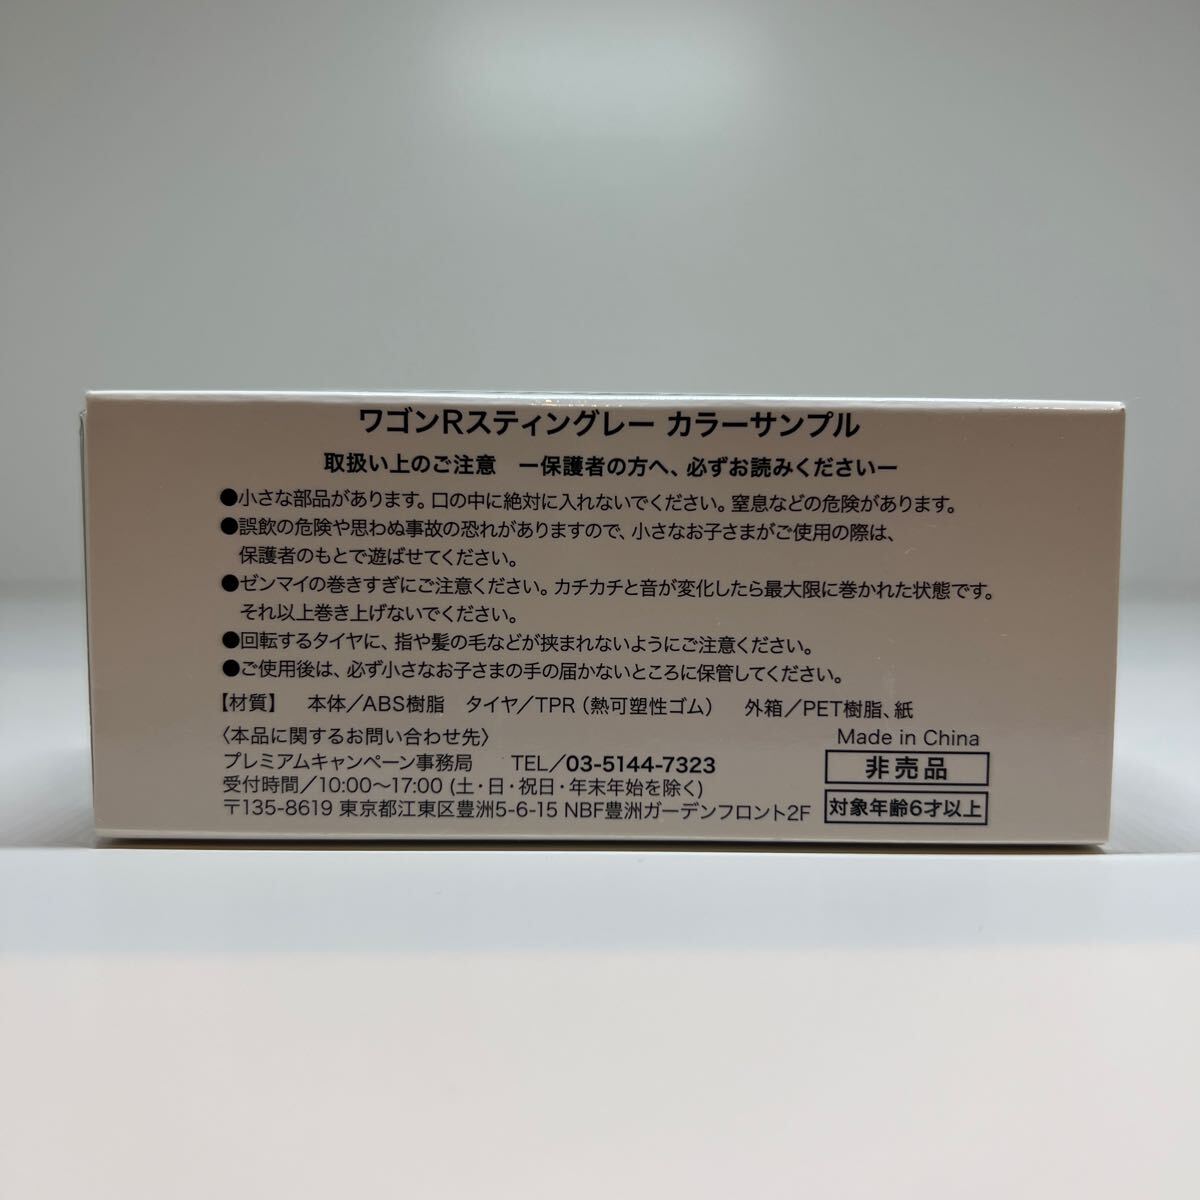 ワゴンRスティングレー カラーサンプル
取扱い上のご注意 ー保護者の方へ、必ずお読みくださいー
●小さな部品があります。口の中に絶対に入れないでください。窒息などの危険があります。
●誤飲の危険や思わぬ事故の恐れがありますので、小さなお子さまがご使用の際は、
保護者のもとで遊ばせてください。
●ゼンマイの巻きすぎにご注意ください。カチカチと音が変化したら最大限に巻かれた状態です。
それ以上巻き上げないでください。
●回転するタイヤに、指や髪の毛などが挟まれないようにご注意ください。
●ご使用後は、必ず小さなお子さまの手の届かないところに保管してください。
【材質】 本体/ABS樹脂 タイヤ/TPR(熱可塑性ゴム) 外箱/PET樹脂、紙
〈本品に関するお問い合わせ先〉
プレミアムキャンペーン事務局 TEL/03-5144-7323
受付時間/10:00～17:00 (土・日・祝日・年末年始を除く)
〒135-8619 東京都江東区豊洲5-6-15 NBF豊洲ガーデンフロント2F
Made in China
非売品
対象年齢6才以上